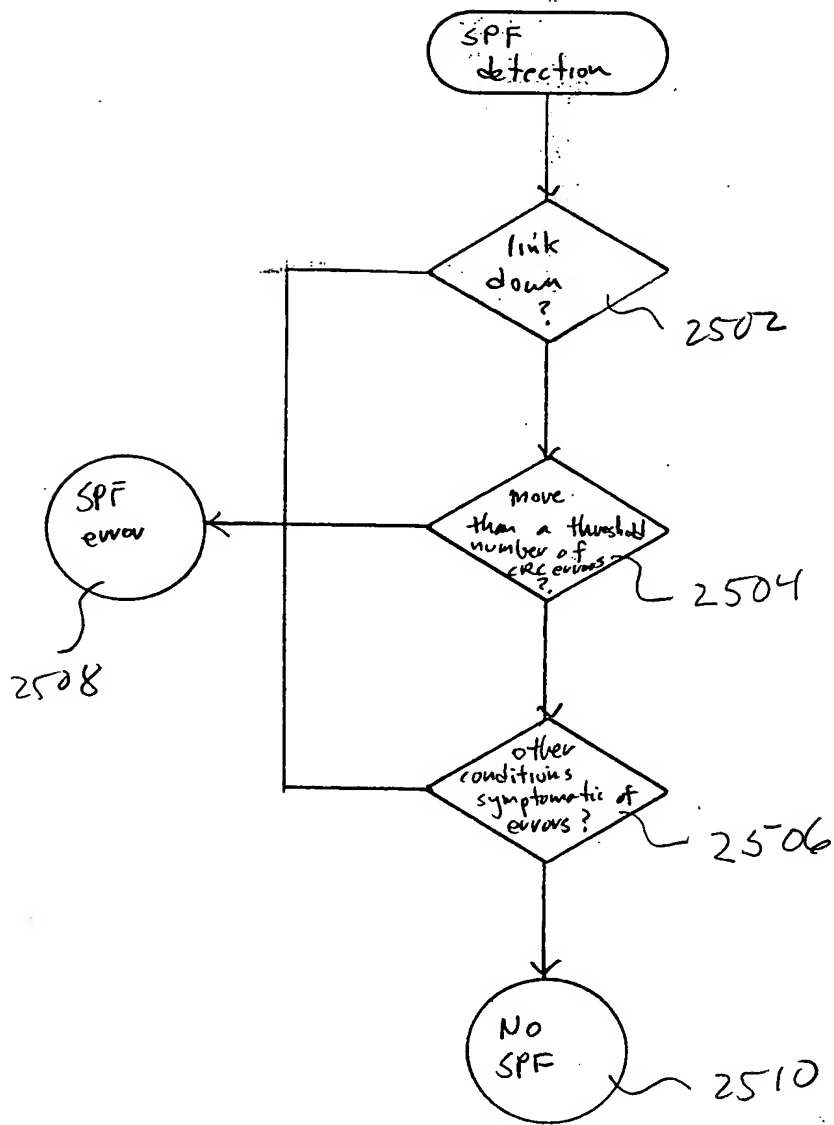 SPF
detection
link
down
?
2502
more
than a threshold
number of
CRC errors
?
2504
SPF
error
2508
other
conditions
symptomatic of
errors?
2506
No
SPF
2510